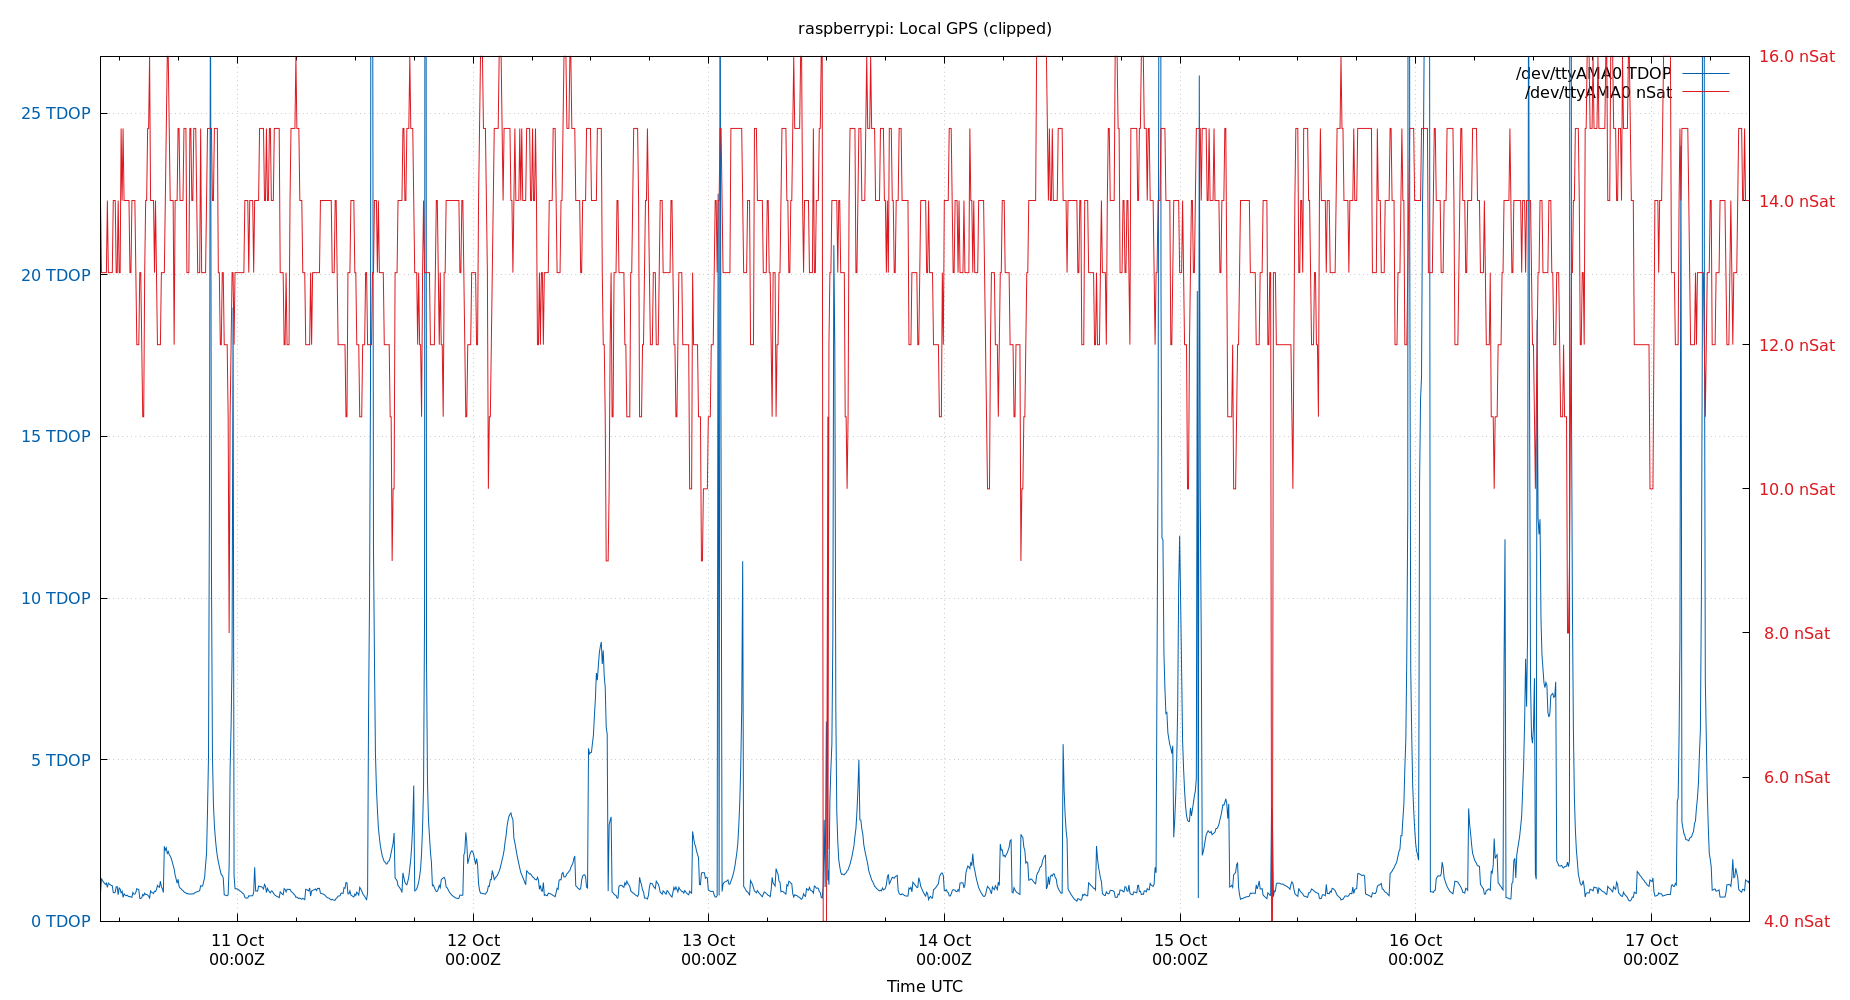 raspberrypi: Local GPS (clipped)
16.0 nSat
/dev/ttyAMA0 TDOP
/dev/ttyAMA0 nSat
25 TDOP
14.0 nSat
20 TDOP
12.0 nSat
15 TDOP
10.0 nSat
10 TDOP
8.0 nSat
5 TDOP
6.0 nSat
0 TDOP
4.0 nSat
11 Oct
00:00Z
12 Oct
00:00Z
13 Oct
00:00Z
14 Oct
00:00Z
15 Oct
00:00Z
16 Oct
00:00Z
17 Oct
00:00Z
Time UTC